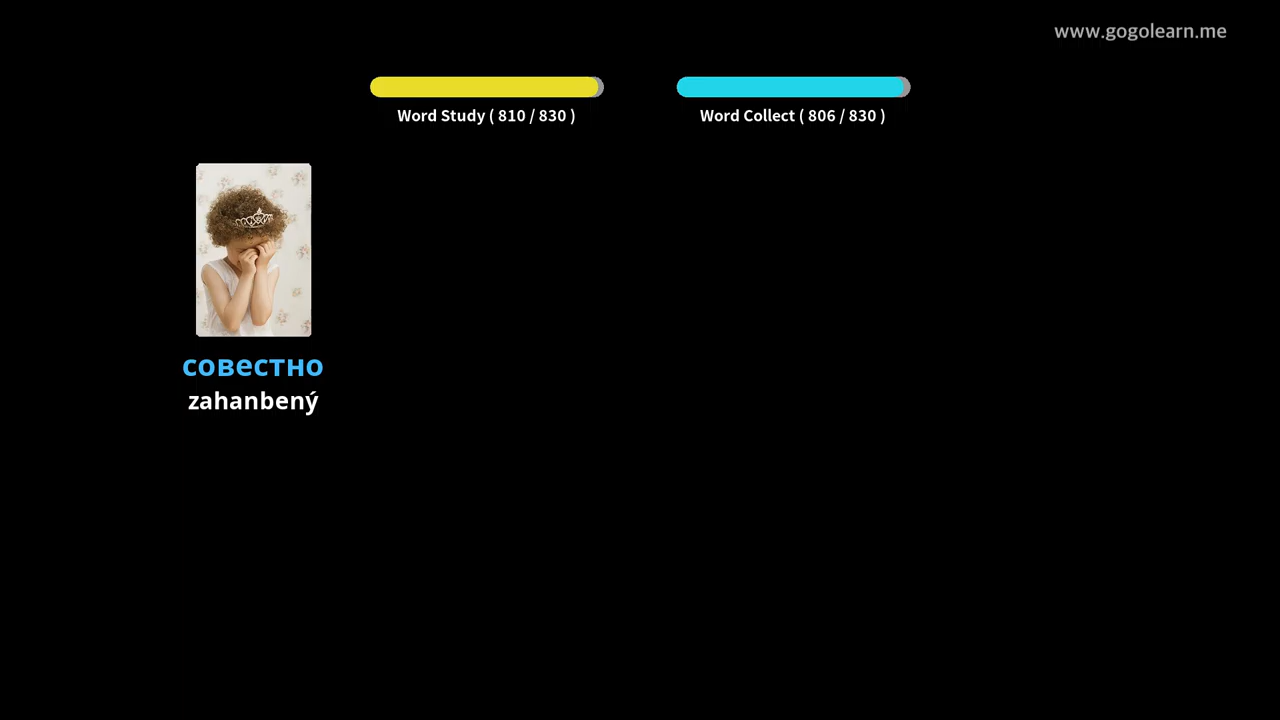 www.gogolearn.me
Word Study ( 810 / 830 )
Word Collect ( 806 / 830 )
совестно
zahanbený